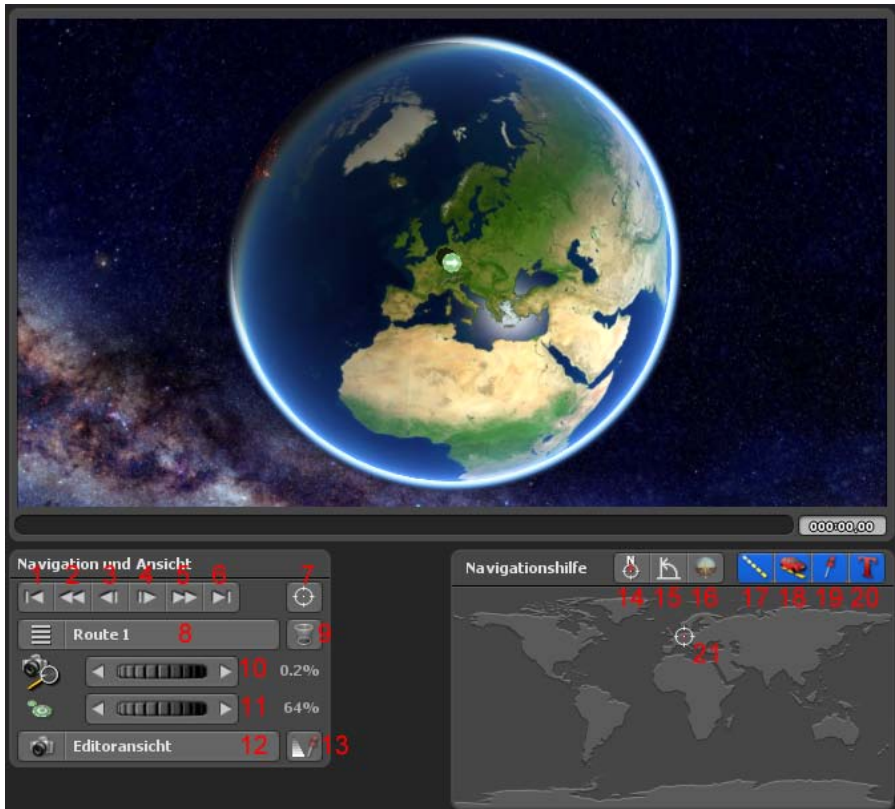 000:00,00
Navigation und Ansicht
1 2 3 4 5 6 7
Route 1 8 9
10 0.2%
11 64%
Editoransicht 12 13
Navigationshilfe N T
14 15 16 17 18 19 20
21